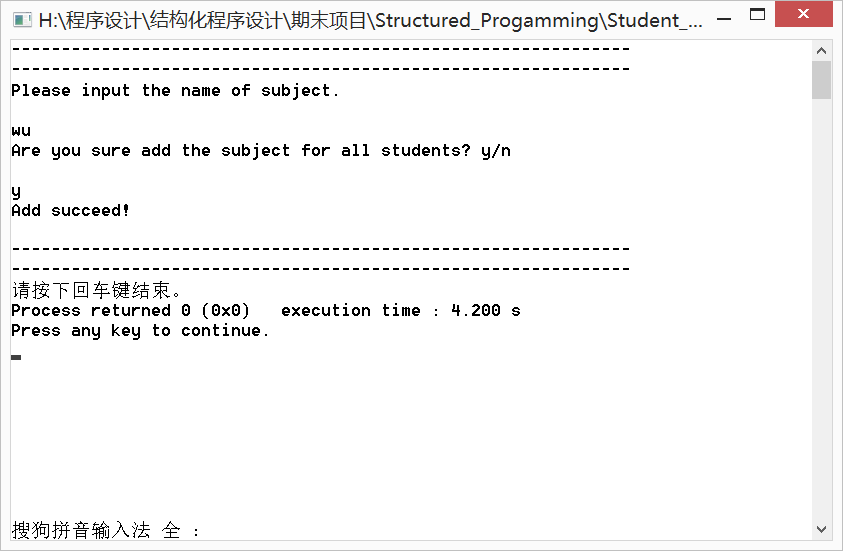 H:\程序设计\结构化程序设计\期末项目\Structured_Progamming\Student_...
--------------------------------------------------------------
--------------------------------------------------------------
Please input the name of subject.
wu
Are you sure add the subject for all students? y/n
y
Add succeed!
--------------------------------------------------------------
--------------------------------------------------------------
请按下回车键结束。
Process returned 0 (0x0)   execution time : 4.200 s
Press any key to continue.
搜狗拼音输入法 全 :